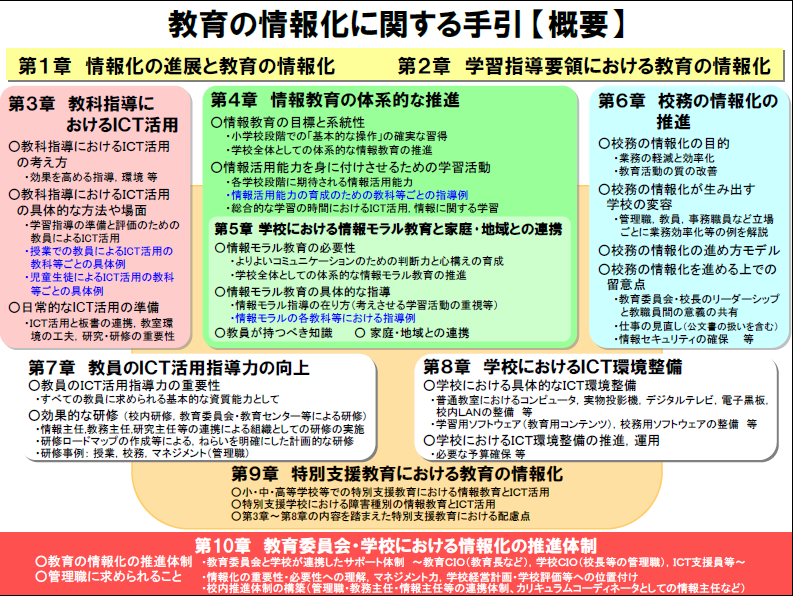 教育の情報化に関する手引【概要】
第1章 情報化の進展と教育の情報化 第2章 学習指導要領における教育の情報化
第3章 教科指導に
おけるICT活用
○教科指導におけるICT活用
の考え方
・効果を高める指導, 環境 等
○教科指導におけるICT活用
の具体的な方法や場面
・学習指導の準備と評価のための
教員によるICT活用
・授業での教員によるICT活用の
教科等ごとの具体例
・児童生徒によるICT活用の教科
等ごとの具体例
○日常的なICT活用の準備
・ICT活用と板書の連携, 教室環
境の工夫, 研究・研修の重要性
第4章 情報教育の体系的な推進
○情報教育の目標と系統性
・小学校段階での「基本的な操作」の確実な習得
・学校全体としての体系的な情報教育の推進
○情報活用能力を身に付けさせるための学習活動
・各学校段階に期待される情報活用能力
・情報活用能力の育成のための教科等ごとの指導例
・総合的な学習の時間におけるICT活用, 情報に関する学習
第5章 学校における情報モラル教育と家庭・地域との連携
○情報モラル教育の必要性
・よりよいコミュニケーションのための判断力と心構えの育成
・学校全体としての体系的な情報モラル教育の推進
○情報モラル教育の具体的な指導
・情報モラル指導の在り方(考えさせる学習活動の重視等)
・情報モラルの各教科等における指導例
○教員が持つべき知識 ○ 家庭・地域との連携
第6章 校務の情報化の
推進
○校務の情報化の目的
・業務の軽減と効率化
・教育活動の質の改善
○校務の情報化が生み出す
学校の変容
・管理職, 教員, 事務職員など立場
ごとに業務効率化等の例を解説
○校務の情報化の進め方モデル
○校務の情報化を進める上での
留意点
・教育委員会・校長のリーダーシップ
と教職員間の意義の共有
・仕事の見直し(公文書の扱いを含む)
・情報セキュリティの確保 等
第7章 教員のICT活用指導力の向上
○教員のICT活用指導力の重要性
・すべての教員に求められる基本的な資質能力として
○効果的な研修 (校内研修, 教育委員会・教育センター等による研修)
・情報主任,教務主任,研究主任等の連携による組織としての研修の実施
・研修ロードマップの作成等による, ねらいを明確にした計画的な研修
・研修事例: 授業, 校務, マネジメント(管理職)
第8章 学校におけるICT環境整備
○学校における具体的なICT環境整備
・普通教室におけるコンピュータ, 実物投影機, デジタルテレビ, 電子黒板,
校内LANの整備 等
・学習用ソフトウェア(教育用コンテンツ), 校務用ソフトウェアの整備 等
○学校におけるICT環境整備の推進, 運用
・必要な予算確保 等
第9章 特別支援教育における教育の情報化
○小・中・高等学校等での特別支援教育における情報教育とICT活用
○特別支援学校における障害種別の情報教育とICT活用
○第3章～第8章の内容を踏まえた特別支援教育における配慮点
第10章 教育委員会・学校における情報化の推進体制
○教育の情報化の推進体制 ・教育委員会と学校が連携したサポート体制 ～教育CIO(教育長など), 学校CIO(校長等の管理職), ICT支援員等～
○管理職に求められること ・情報化の重要性・必要性への理解, マネジメント力, 学校経営計画・学校評価等への位置付け
・校内推進体制の構築(管理職・教務主任・情報主任等の連携体制、カリキュラムコーディネータとしての情報主任など)